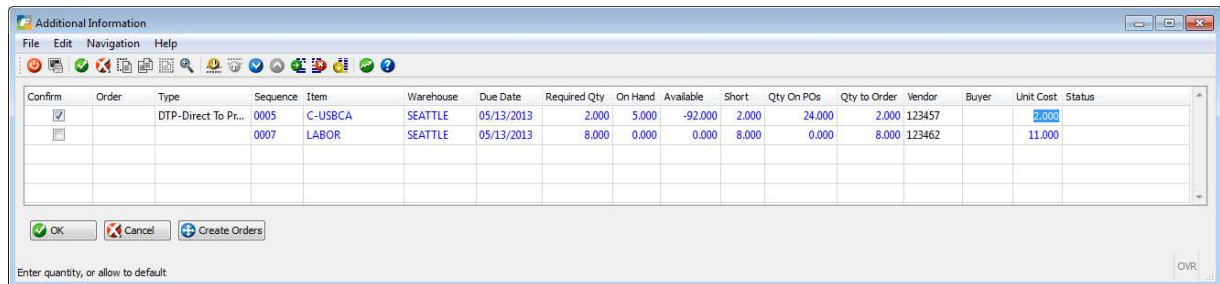 Additional Information
File Edit Navigation Help
Confirm Order Type Sequence Item Warehouse Due Date Required Qty On Hand Available Short Qty On POs Qty to Order Vendor Buyer Unit Cost Status
DTP-Direct To Pr... 0005 C-USBCA SEATTLE 05/13/2013 2.000 5.000 -92.000 2.000 24.000 2.000 123457 2.000
0007 LABOR SEATTLE 05/13/2013 8.000 0.000 0.000 8.000 0.000 8.000 123462 11.000
OK Cancel Create Orders
Enter quantity, or allow to default OVR